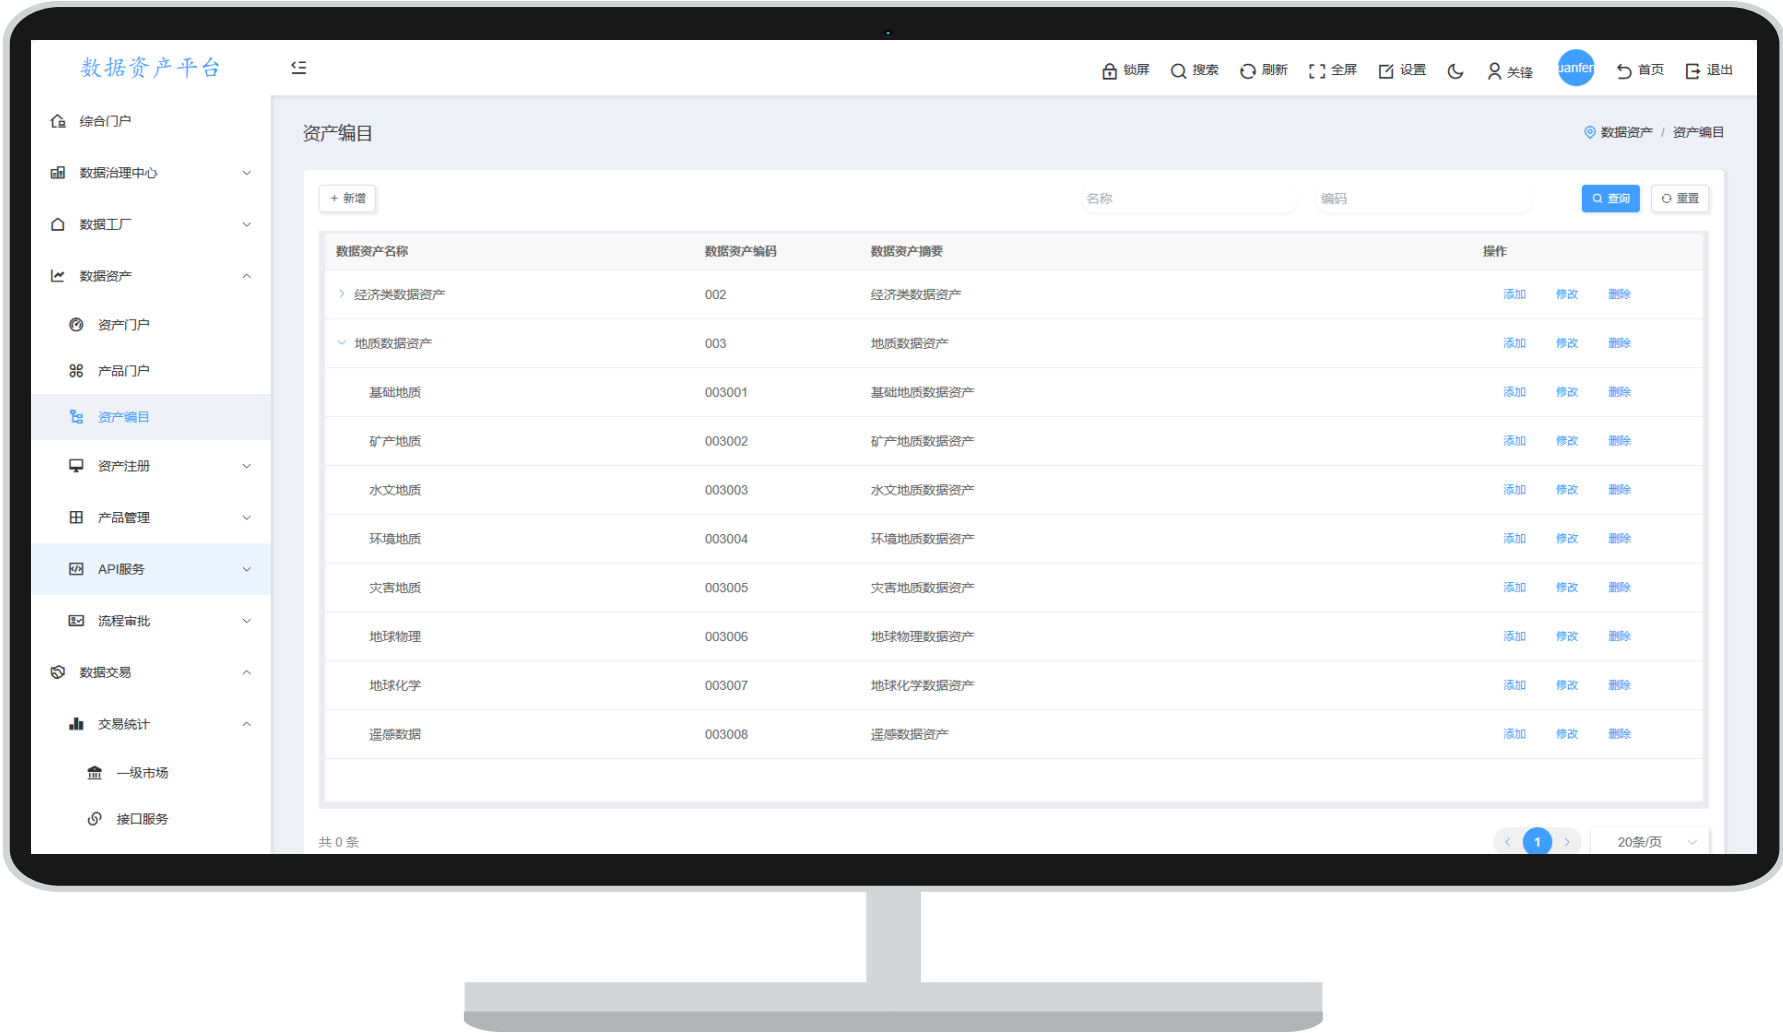 数据资产平台
锁屏 搜索 刷新 全屏 设置 关锋 uanfen 首页 退出
综合门户
数据治理中心
数据工厂
数据资产
资产门户
产品门户
资产编目
资产注册
产品管理
API服务
流程审批
数据交易
交易统计
一级市场
接口服务
资产编目
数据资产 / 资产编目
+ 新增 名称 编码 查询 重置
数据资产名称 数据资产编码 数据资产摘要 操作
经济类数据资产 002 经济类数据资产 添加 修改 删除
地质数据资产 003 地质数据资产 添加 修改 删除
基础地质 003001 基础地质数据资产 添加 修改 删除
矿产地质 003002 矿产地质数据资产 添加 修改 删除
水文地质 003003 水文地质数据资产 添加 修改 删除
环境地质 003004 环境地质数据资产 添加 修改 删除
灾害地质 003005 灾害地质数据资产 添加 修改 删除
地球物理 003006 地球物理数据资产 添加 修改 删除
地球化学 003007 地球化学数据资产 添加 修改 删除
遥感数据 003008 遥感数据资产 添加 修改 删除
共 0 条 1 20条/页